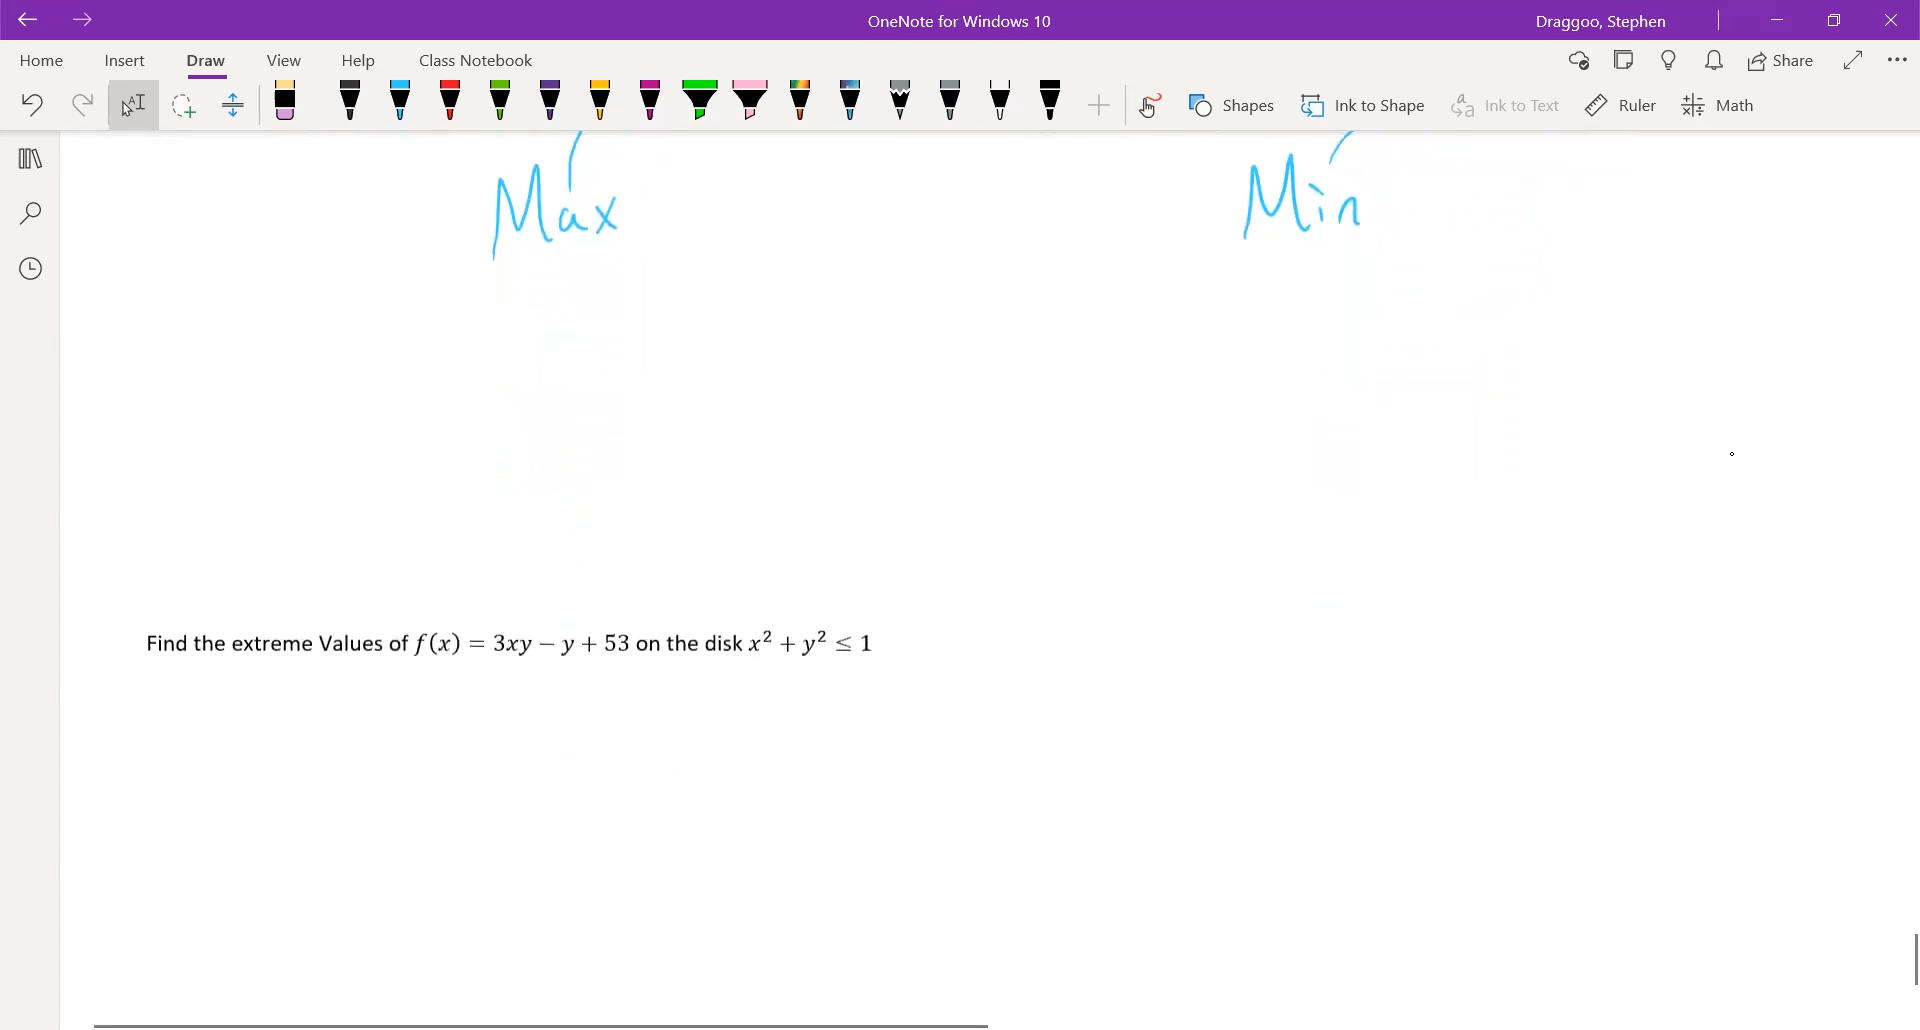 OneNote for Windows 10
Draggoo, Stephen
Home Insert Draw View Help Class Notebook
Share
Shapes Ink to Shape Ink to Text Ruler Math
Max
Min
Find the extreme Values of f(x) = 3xy − y + 53 on the disk x² + y² ≤ 1